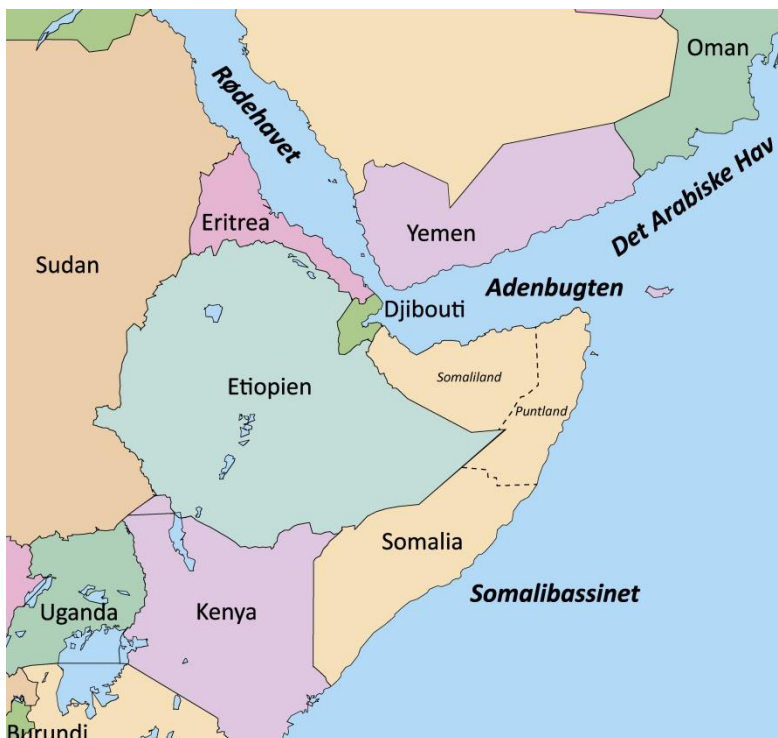 Oman
Rødehavet
Det Arabiske Hav
Eritrea
Yemen
Sudan
Adenbugten
Djibouti
Somaliland
Etiopien
Puntland
Somalia
Somalibassinet
Uganda
Kenya
Burundi